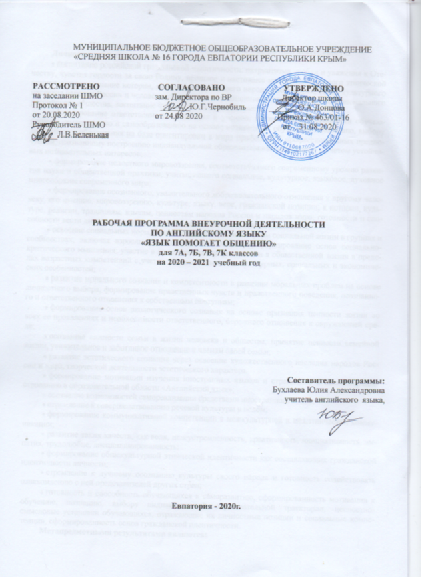 МУНИЦИПАЛЬНОЕ БЮДЖЕТНОЕ ОБЩЕОБРАЗОВАТЕЛЬНОЕ УЧРЕЖДЕНИЕ
«СРЕДНЯЯ ШКОЛА № 16 ГОРОДА ЕВПАТОРИИ РЕСПУБЛИКИ КРЫМ»
РАССМОТРЕНО СОГЛАСОВАНО УТВЕРЖДЕНО
на заседании ШМО зам. Директора по ВР Директор школы
Протокол № 1 Ю.Г.Чернобиль О.А.Донцова
от 20.08.2020 от 24.08 2020 Приказ № 463/01-16
Руководитель ШМО 31.08.2020
Л.В.Беленькая
РАБОЧАЯ ПРОГРАММА ВНЕУРОЧНОЙ ДЕЯТЕЛЬНОСТИ
ПО АНГЛИЙСКОМУ ЯЗЫКУ
«ЯЗЫК ПОМОГАЕТ ОБЩЕНИЮ»
для 7А, 7Б, 7В, 7К классов
на 2020 – 2021 учебный год
Составитель программы:
Бухлаева Юлия Александровна
учитель английского языка,
Евпатория - 2020г.